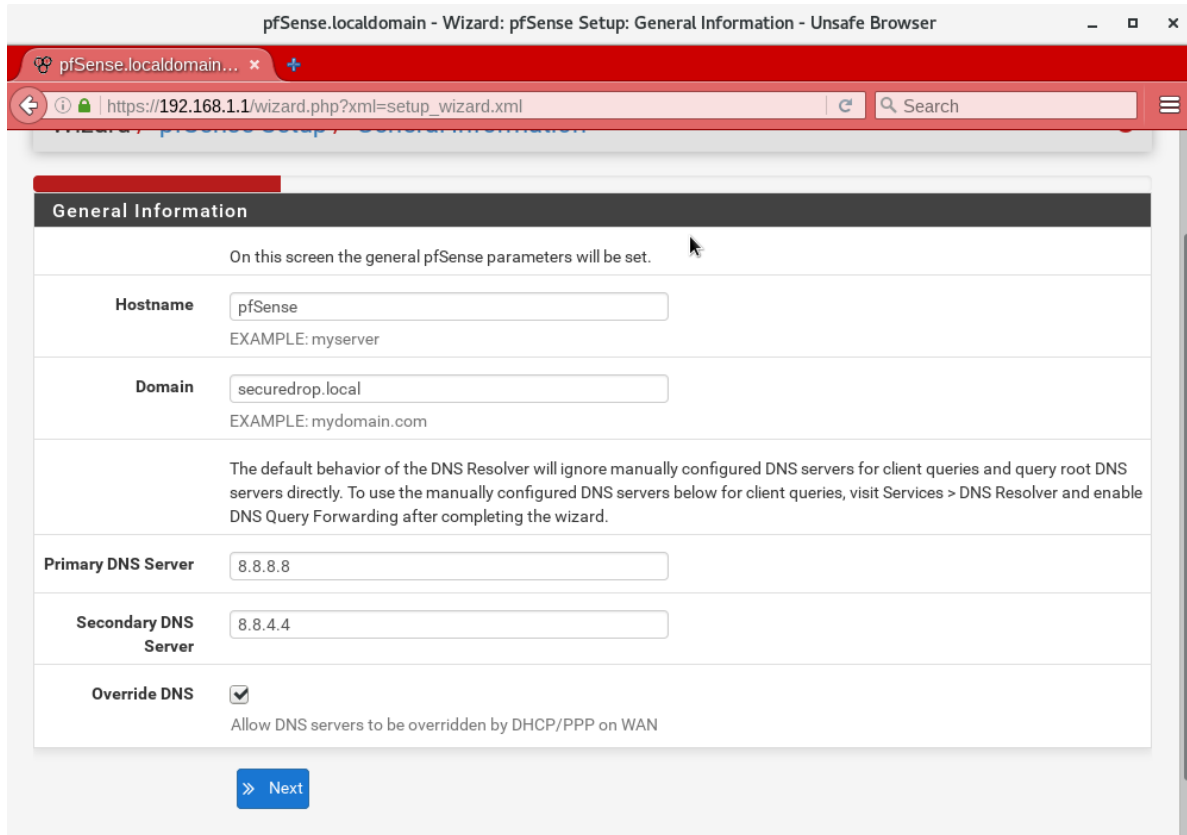 pfSense.localdomain - Wizard: pfSense Setup: General Information - Unsafe Browser
pfSense.localdomain…
https://192.168.1.1/wizard.php?xml=setup_wizard.xml
Search
Wizard / pfSense Setup / General Information
General Information
On this screen the general pfSense parameters will be set.
Hostname
pfSense
EXAMPLE: myserver
Domain
securedrop.local
EXAMPLE: mydomain.com
The default behavior of the DNS Resolver will ignore manually configured DNS servers for client queries and query root DNS
servers directly. To use the manually configured DNS servers below for client queries, visit Services > DNS Resolver and enable
DNS Query Forwarding after completing the wizard.
Primary DNS Server
8.8.8.8
Secondary DNS
Server
8.8.4.4
Override DNS
Allow DNS servers to be overridden by DHCP/PPP on WAN
Next